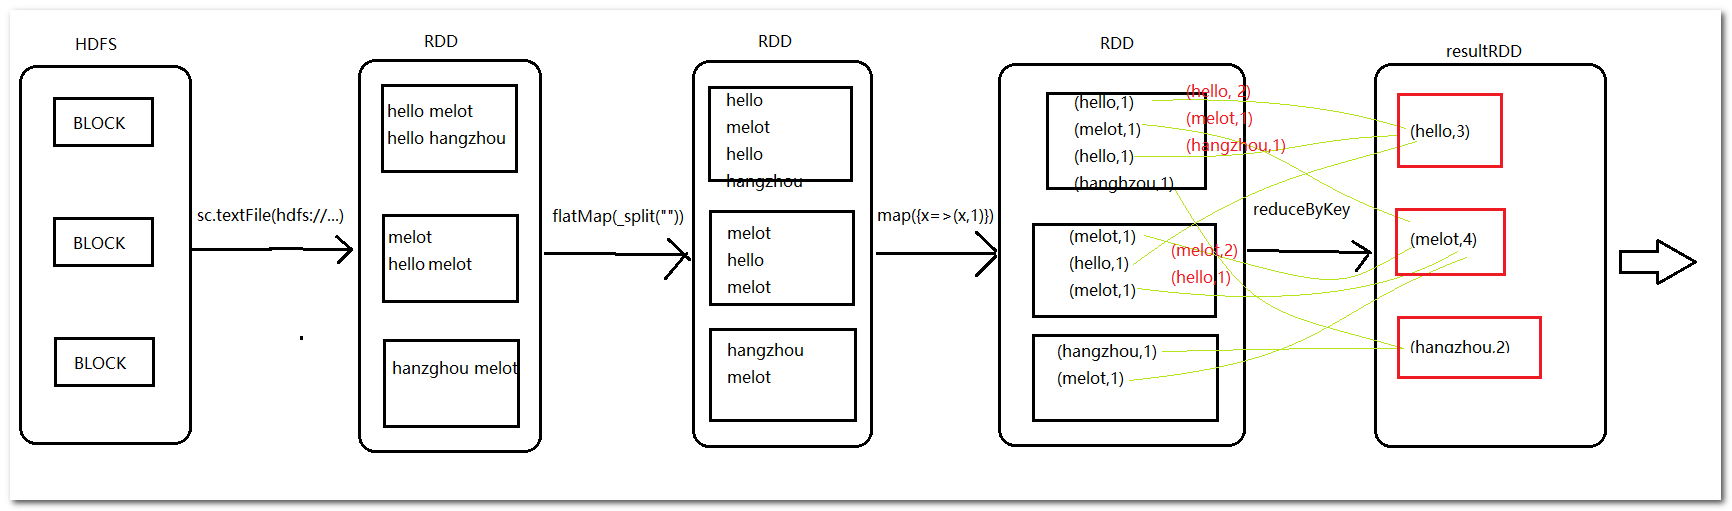 HDFS
BLOCK
BLOCK
BLOCK
sc.textFile(hdfs://...)
RDD
hello melot
hello hangzhou
melot
hello melot
hanzghou melot
flatMap(_split(""))
RDD
hello
melot
hello
hangzhou
melot
hello
melot
hangzhou
melot
map({x=>(x,1)})
RDD
(hello,1)
(melot,1)
(hello,1)
(hanghzou,1)
(hello, 2)
(melot,1)
(hangzhou,1)
(melot,1)
(hello,1)
(melot,1)
(melot,2)
(hello,1)
(hangzhou,1)
(melot,1)
reduceByKey
resultRDD
(hello,3)
(melot,4)
(hangzhou,2)